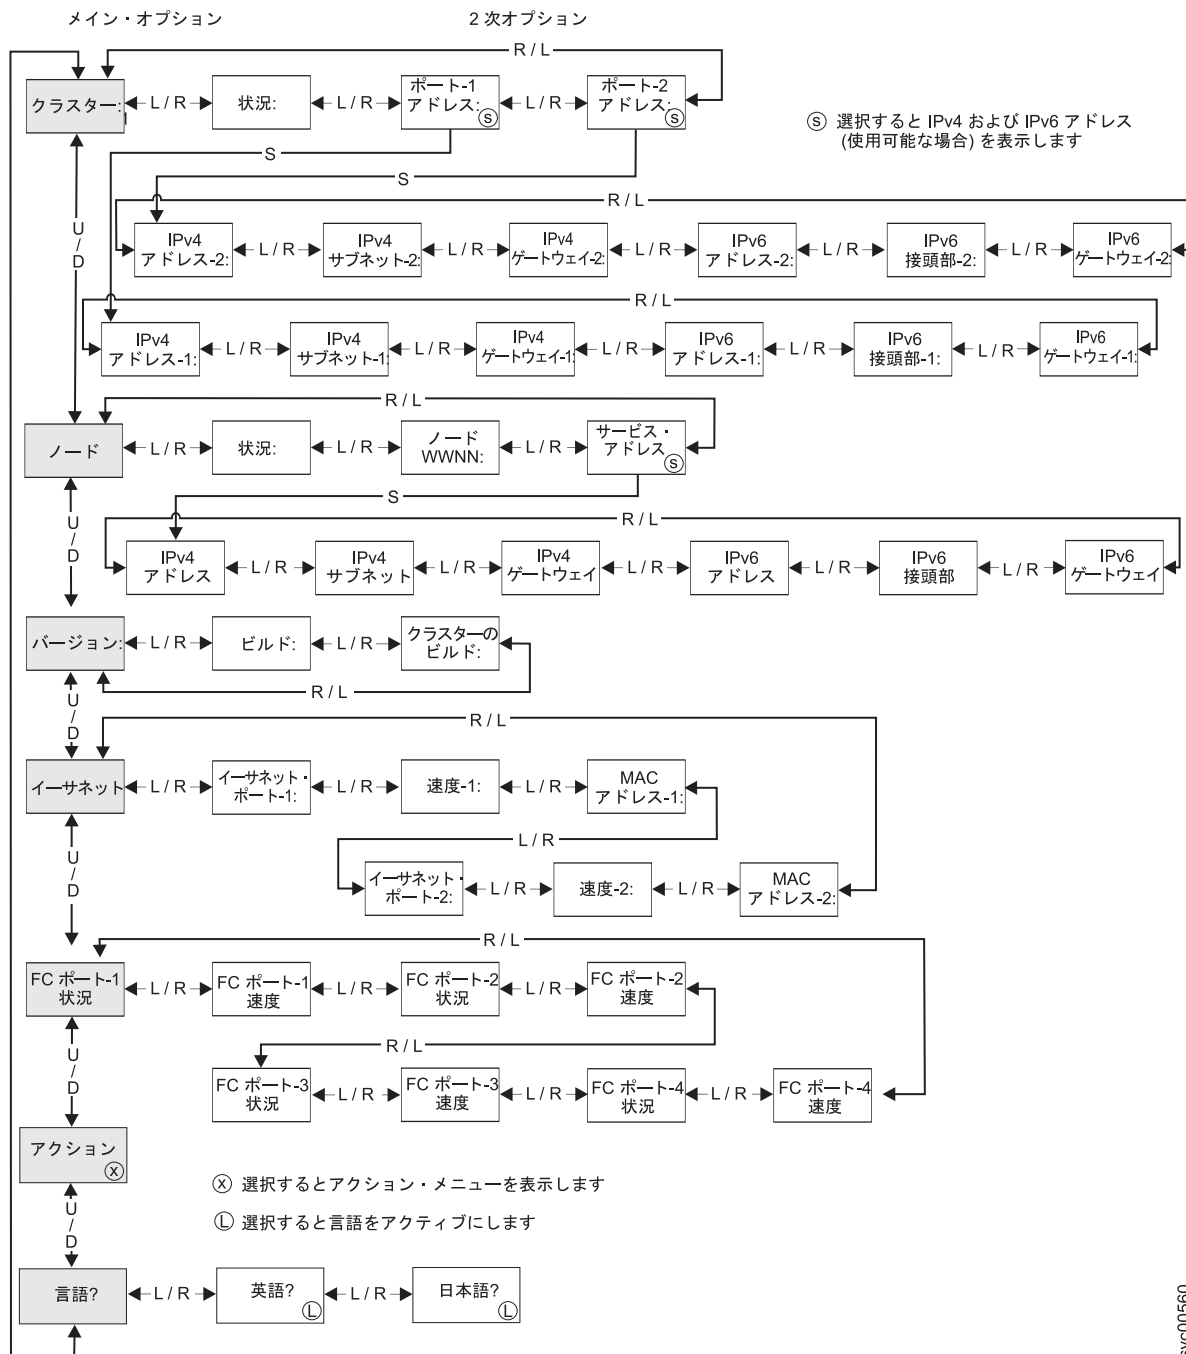 メイン・オプション
2 次オプション
R / L
クラスター:
L / R
状況:
L / R
ポート-1
アドレス:
Ⓢ
L / R
ポート-2
アドレス:
Ⓢ
Ⓢ 選択すると IPv4 および IPv6 アドレス
(使用可能な場合) を表示します
S
S
U
/
D
R / L
IPv4
アドレス-2:
L / R
IPv4
サブネット-2:
L / R
IPv4
ゲートウェイ-2:
L / R
IPv6
アドレス-2:
L / R
IPv6
接頭部-2:
L / R
IPv6
ゲートウェイ-2:
R / L
IPv4
アドレス-1:
L / R
IPv4
サブネット-1:
L / R
IPv4
ゲートウェイ-1:
L / R
IPv6
アドレス-1:
L / R
IPv6
接頭部-1:
L / R
IPv6
ゲートウェイ-1:
R / L
ノード
L / R
状況:
L / R
ノード
WWNN:
L / R
サービス・
アドレス
Ⓢ
S
U
/
D
R / L
IPv4
アドレス
L / R
IPv4
サブネット
L / R
IPv4
ゲートウェイ
L / R
IPv6
アドレス
L / R
IPv6
接頭部
L / R
IPv6
ゲートウェイ
バージョン:
L / R
ビルド:
L / R
クラスターの
ビルド:
R / L
U
/
D
R / L
イーサネット
L / R
イーサネット・
ポート-1:
L / R
速度-1:
L / R
MAC
アドレス-1:
L / R
U
/
D
イーサネット・
ポート-2:
L / R
速度-2:
L / R
MAC
アドレス-2:
R / L
FC ポート-1
状況
L / R
FC ポート-1
速度
L / R
FC ポート-2
状況
L / R
FC ポート-2
速度
R / L
U
/
D
FC ポート-3
状況
L / R
FC ポート-3
速度
L / R
FC ポート-4
状況
L / R
FC ポート-4
速度
アクション
ⓧ
ⓧ 選択するとアクション・メニューを表示します
Ⓛ 選択すると言語をアクティブにします
U
/
D
言語?
L / R
英語?
Ⓛ
L / R
日本語?
Ⓛ
svc00560